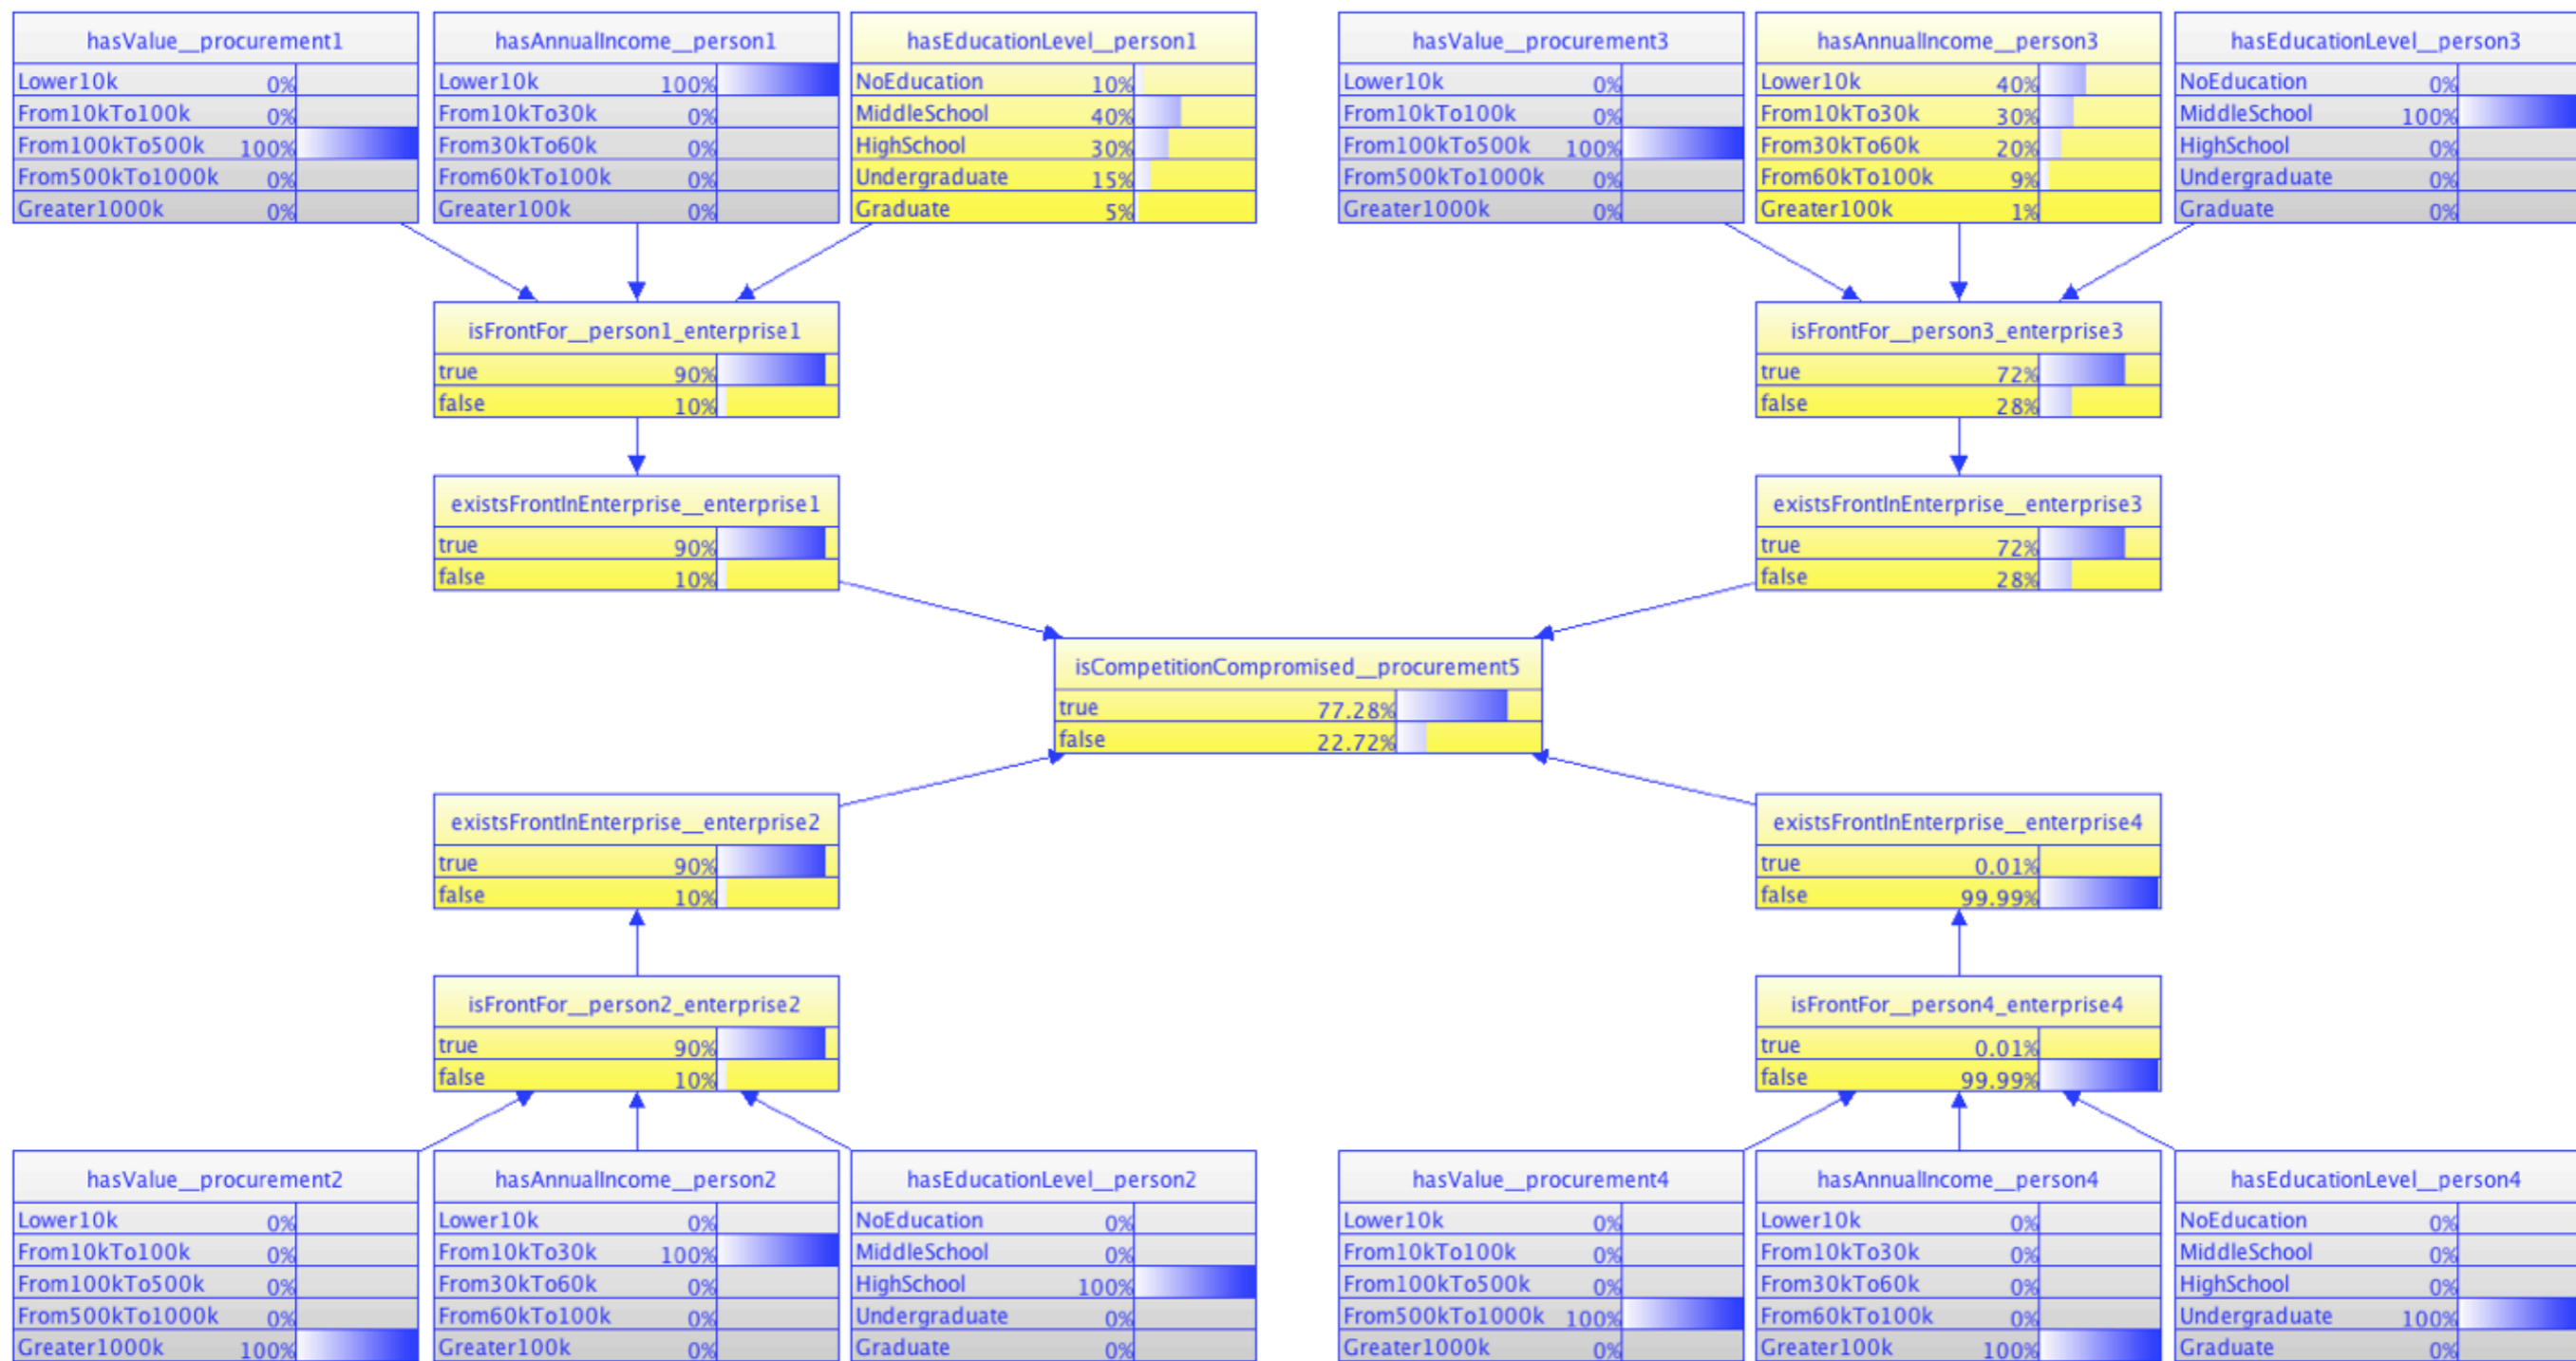 hasValue__procurement1
Lower10k 0%
From10kTo100k 0%
From100kTo500k 100%
From500kTo1000k 0%
Greater1000k 0%
hasAnnualIncome__person1
Lower10k 100%
From10kTo30k 0%
From30kTo60k 0%
From60kTo100k 0%
Greater100k 0%
hasEducationLevel__person1
NoEducation 10%
MiddleSchool 40%
HighSchool 30%
Undergraduate 15%
Graduate 5%
hasValue__procurement3
Lower10k 0%
From10kTo100k 0%
From100kTo500k 100%
From500kTo1000k 0%
Greater1000k 0%
hasAnnualIncome__person3
Lower10k 40%
From10kTo30k 30%
From30kTo60k 20%
From60kTo100k 9%
Greater100k 1%
hasEducationLevel__person3
NoEducation 0%
MiddleSchool 100%
HighSchool 0%
Undergraduate 0%
Graduate 0%
isFrontFor__person1_enterprise1
true 90%
false 10%
isFrontFor__person3_enterprise3
true 72%
false 28%
existsFrontInEnterprise__enterprise1
true 90%
false 10%
existsFrontInEnterprise__enterprise3
true 72%
false 28%
isCompetitionCompromised__procurement5
true 77.28%
false 22.72%
existsFrontInEnterprise__enterprise2
true 90%
false 10%
existsFrontInEnterprise__enterprise4
true 0.01%
false 99.99%
isFrontFor__person2_enterprise2
true 90%
false 10%
isFrontFor__person4_enterprise4
true 0.01%
false 99.99%
hasValue__procurement2
Lower10k 0%
From10kTo100k 0%
From100kTo500k 0%
From500kTo1000k 0%
Greater1000k 100%
hasAnnualIncome__person2
Lower10k 0%
From10kTo30k 100%
From30kTo60k 0%
From60kTo100k 0%
Greater100k 0%
hasEducationLevel__person2
NoEducation 0%
MiddleSchool 0%
HighSchool 100%
Undergraduate 0%
Graduate 0%
hasValue__procurement4
Lower10k 0%
From10kTo100k 0%
From100kTo500k 0%
From500kTo1000k 100%
Greater1000k 0%
hasAnnualIncome__person4
Lower10k 0%
From10kTo30k 0%
From30kTo60k 0%
From60kTo100k 0%
Greater100k 100%
hasEducationLevel__person4
NoEducation 0%
MiddleSchool 0%
HighSchool 0%
Undergraduate 100%
Graduate 0%